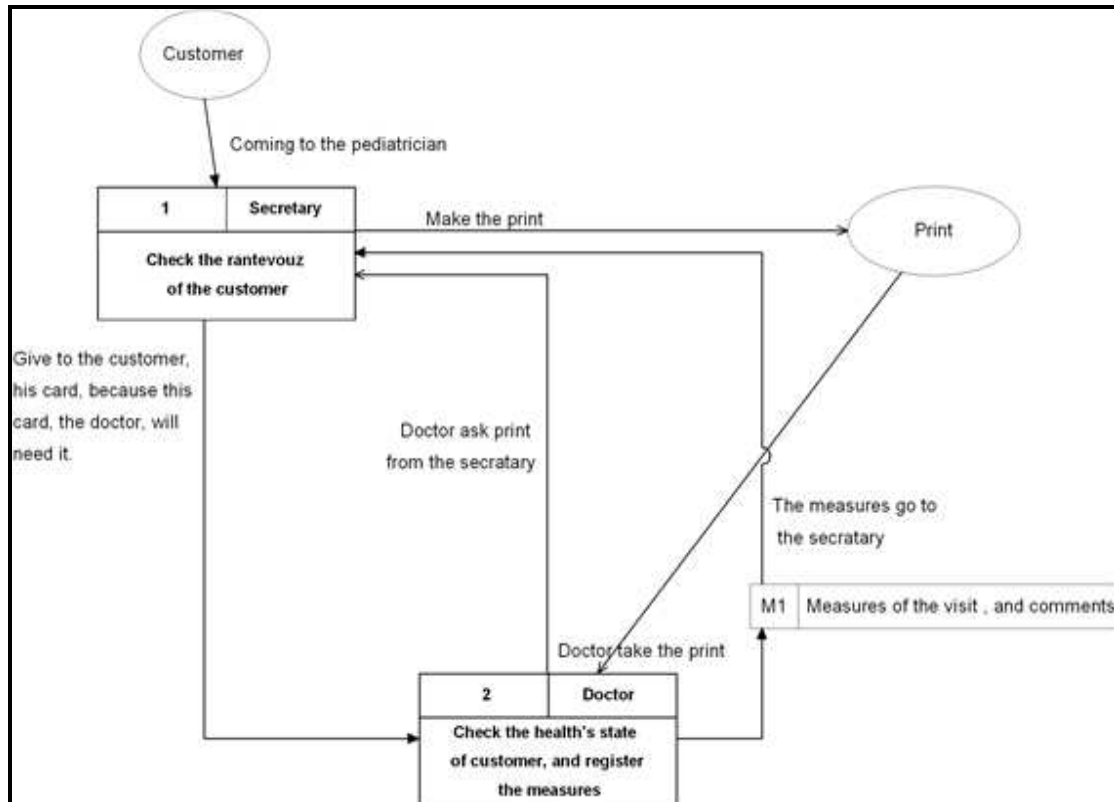 Customer
Coming to the pediatrician
1 Secretary
Make the print
Print
Check the rantevouz
of the customer
Give to the customer,
his card, because this
card, the doctor, will
need it.
Doctor ask print
from the secratary
The measures go to
the secratary
M1 Measures of the visit , and comments
Doctor take the print
2 Doctor
Check the health's state
of customer, and register
the measures